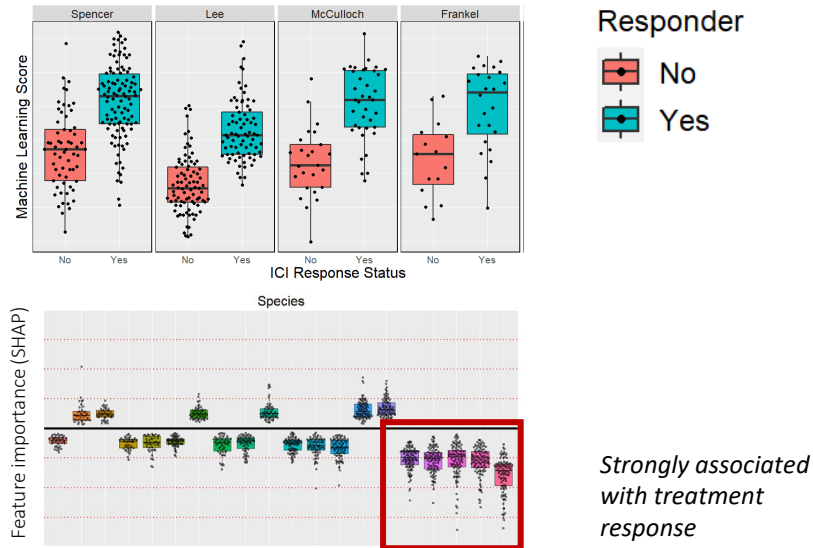 Spencer
Lee
McCulloch
Frankel
Machine Learning Score
No
Yes
No
Yes
No
Yes
No
Yes
ICI Response Status
Responder
No
Yes
Species
Feature importance (SHAP)
Strongly associated
with treatment
response